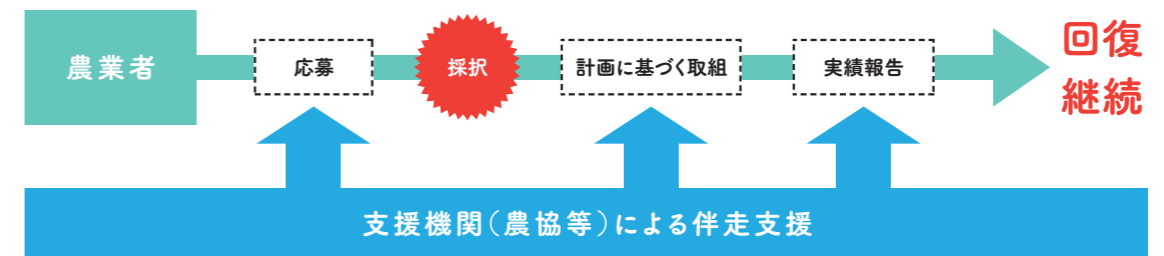 農業者
応募
採択
計画に基づく取組
実績報告
回復
継続
支援機関(農協等)による伴走支援